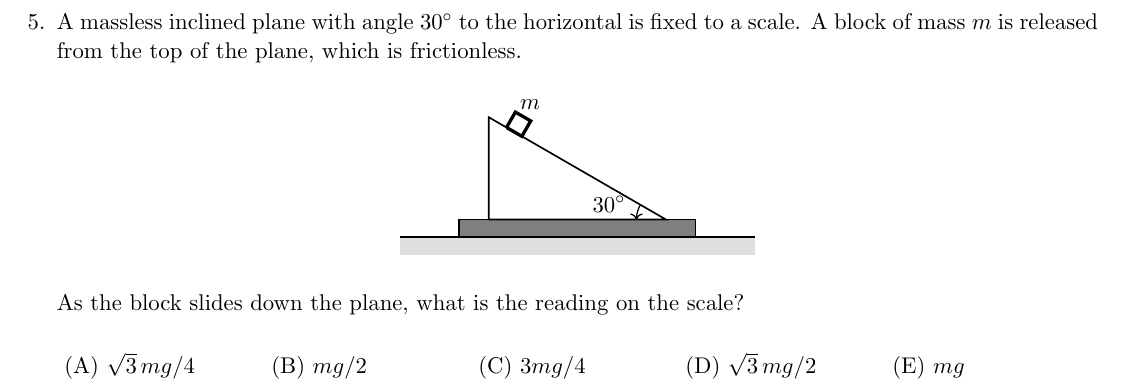 5. A massless inclined plane with angle 30° to the horizontal is fixed to a scale. A block of mass m is released
from the top of the plane, which is frictionless.
m
30°
As the block slides down the plane, what is the reading on the scale?
(A) √3 mg/4 (B) mg/2 (C) 3mg/4 (D) √3 mg/2 (E) mg